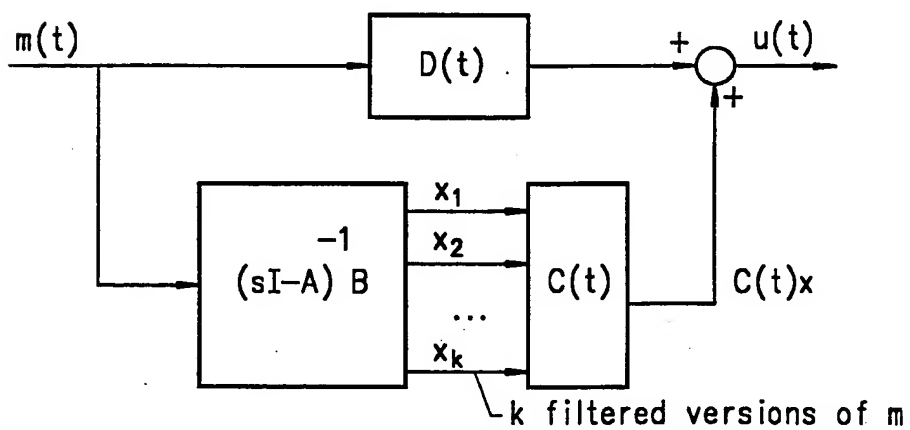 m(t)
D(t)
+
u(t)
+
x₁
(sI-A)⁻¹ B
x₂
...
xₖ
C(t)
C(t)x
k filtered versions of m